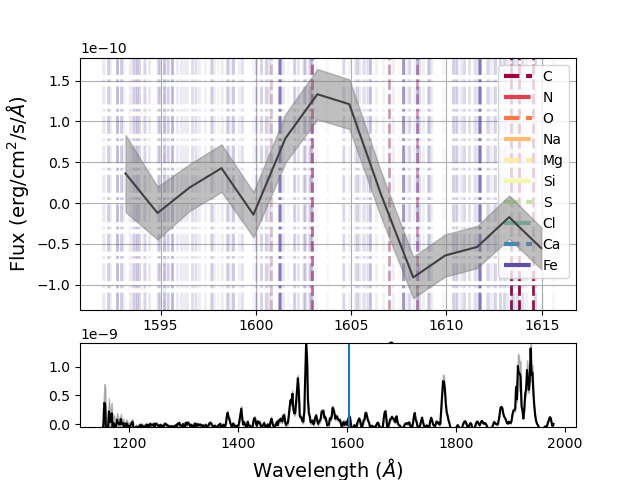 1e−10
Flux (erg/cm²/s/Å)
1.5
1.0
0.5
0.0
−0.5
−1.0
C
N
O
Na
Mg
Si
S
Cl
Ca
Fe
1595 1600 1605 1610 1615
1e−9
1.0
0.5
0.0
1200 1400 1600 1800 2000
Wavelength (Å)